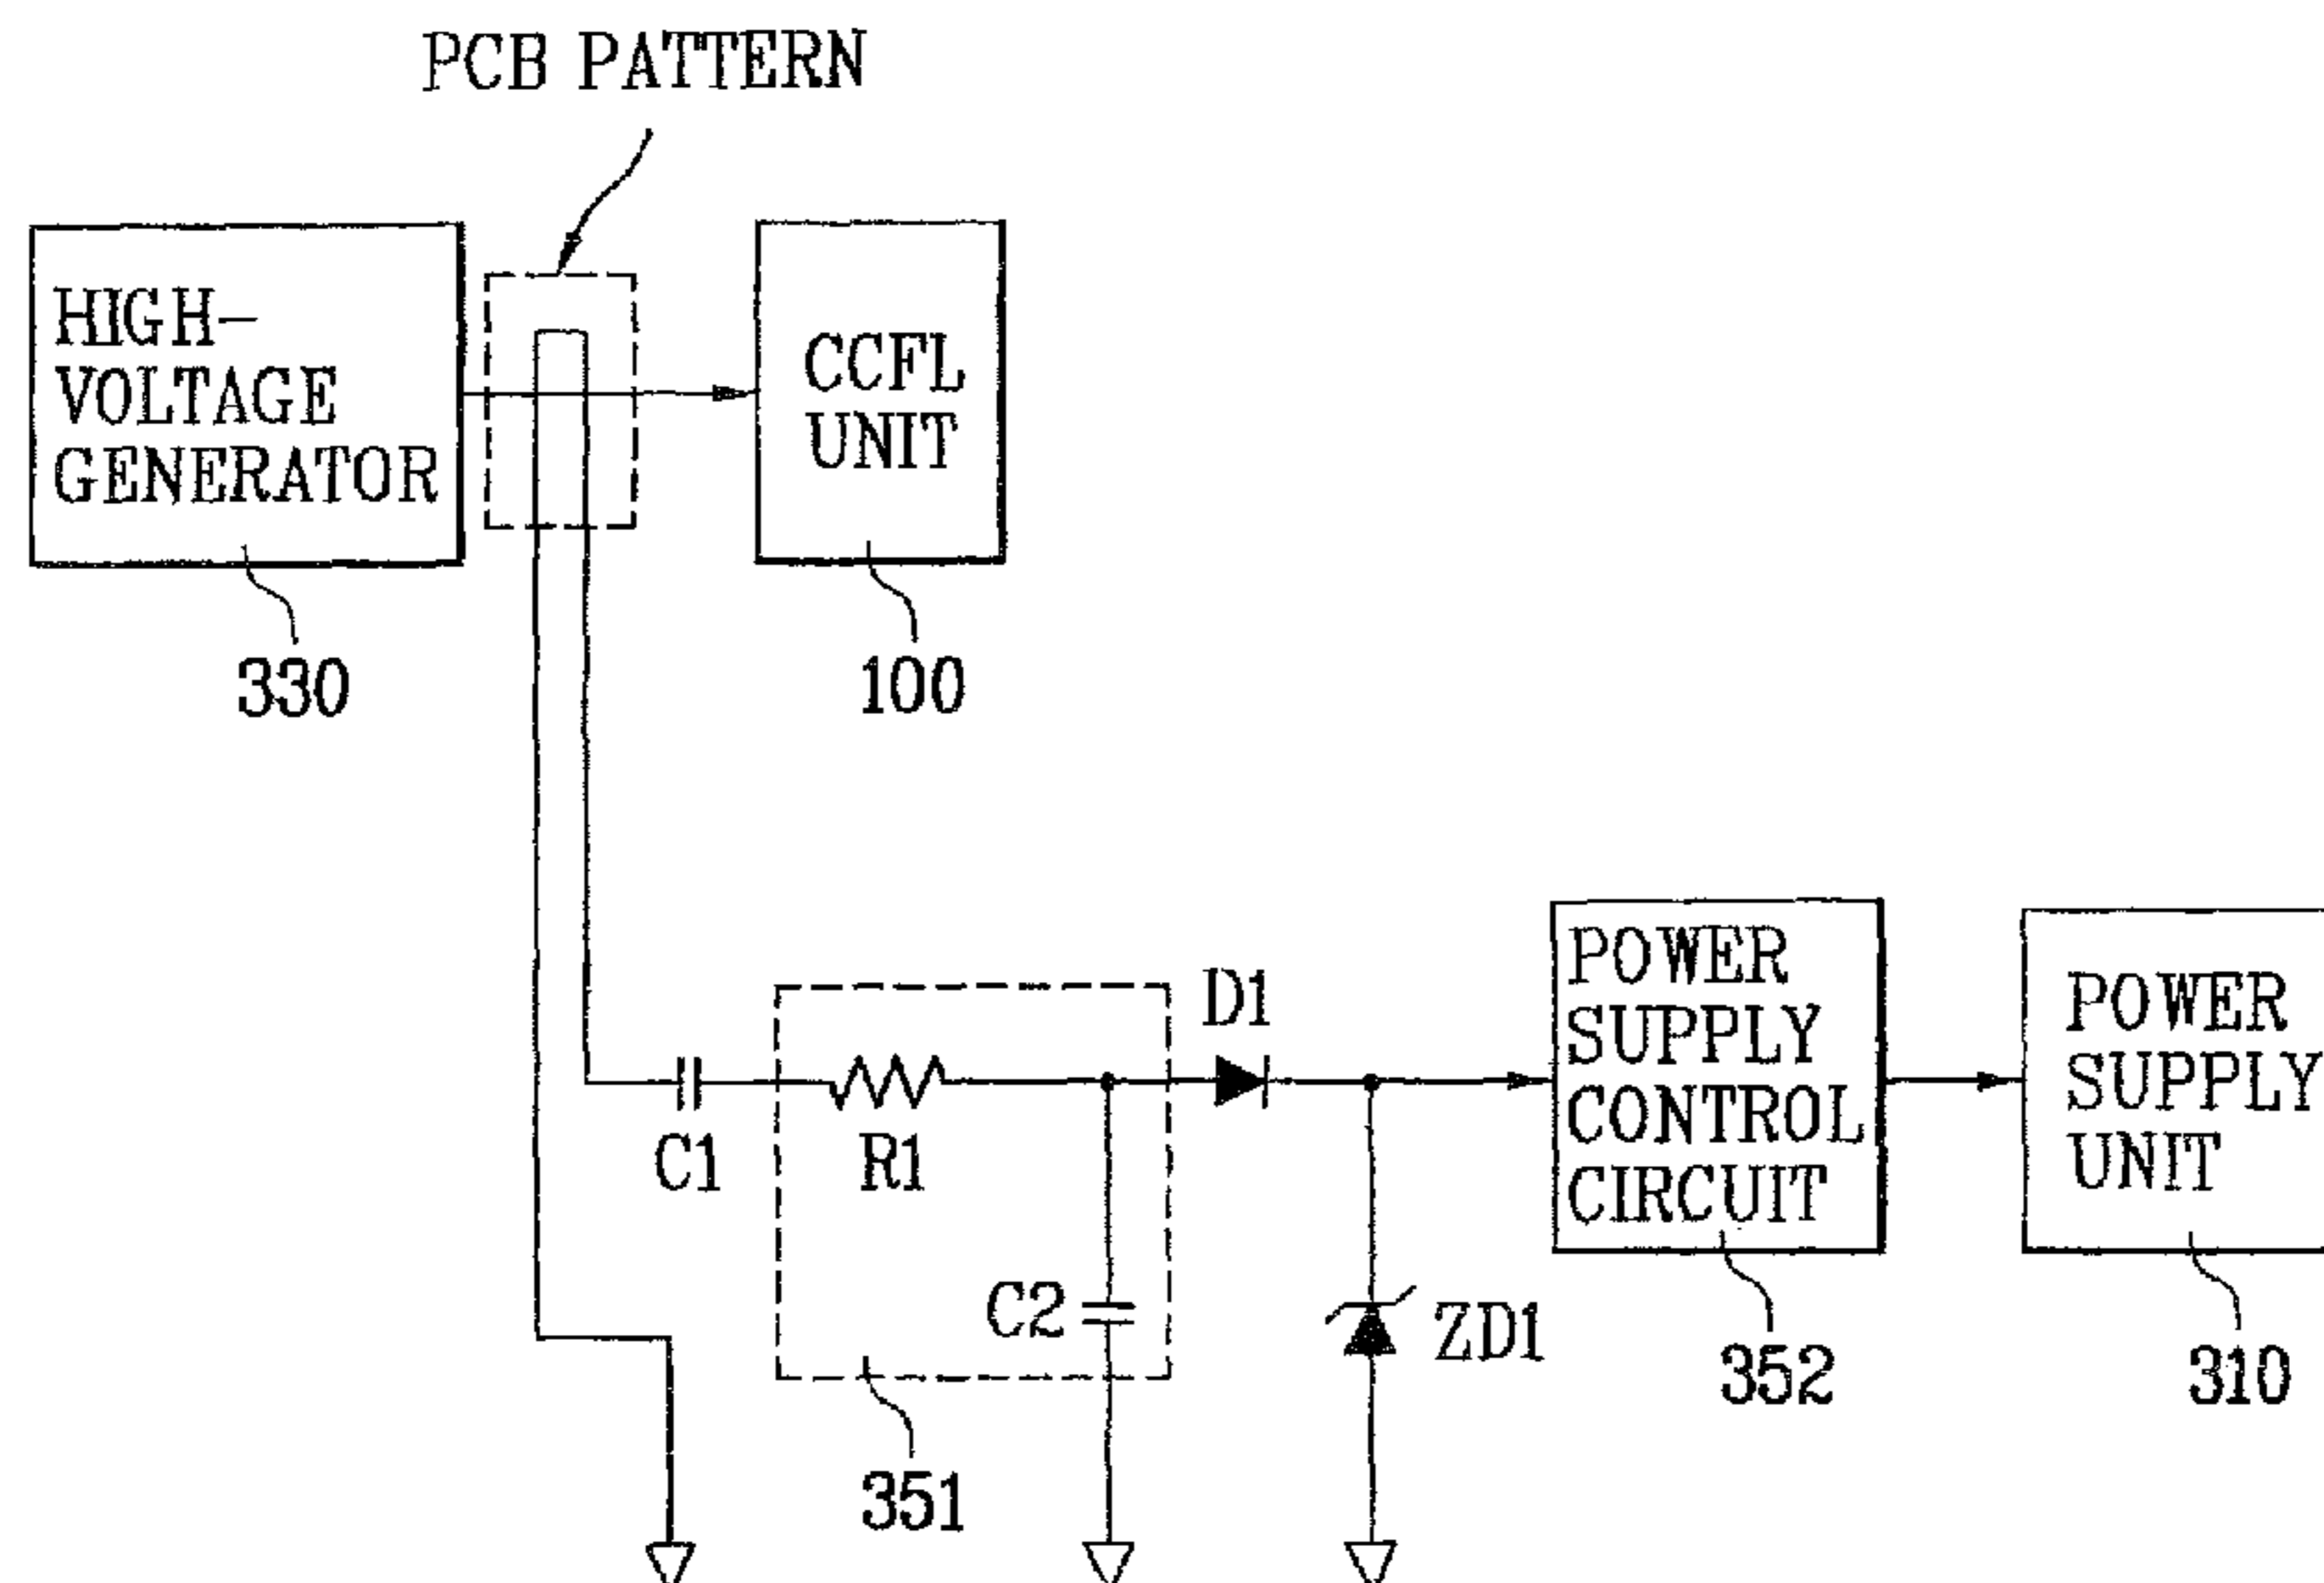 PCB PATTERN
HIGH-
VOLTAGE
GENERATOR
CCFL
UNIT
330
100
D1
POWER
SUPPLY
CONTROL
CIRCUIT
POWER
SUPPLY
UNIT
C1
R1
C2
ZD1
352
310
351